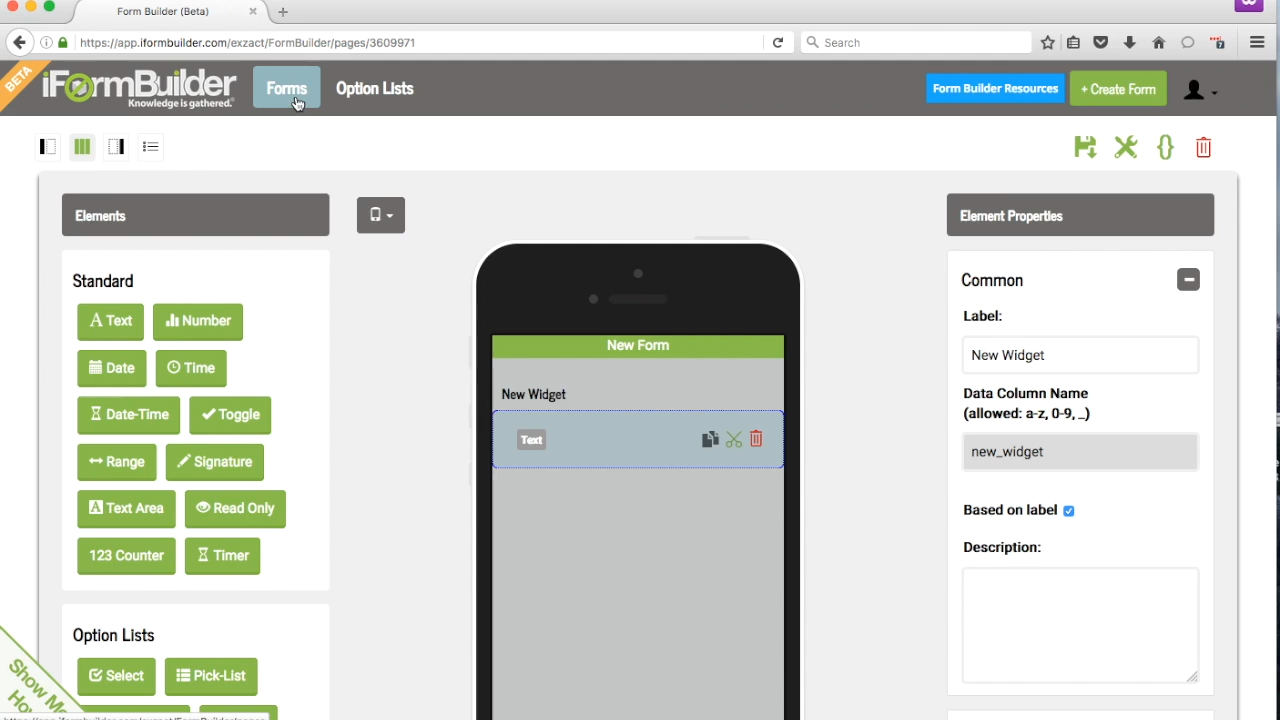 Form Builder (Beta)
https://app.iformbuilder.com/exzact/FormBuilder/pages/3609971
Search
BETA
iFormBuilder
Knowledge is gathered.
Forms
Option Lists
Form Builder Resources
+ Create Form
Elements
Element Properties
Standard
Text
Number
Date
Time
Date-Time
Toggle
Range
Signature
Text Area
Read Only
123 Counter
Timer
Option Lists
Select
Pick-List
New Form
New Widget
Text
Common
Label:
New Widget
Data Column Name
(allowed: a-z, 0-9, _)
new_widget
Based on label
Description:
Show Me